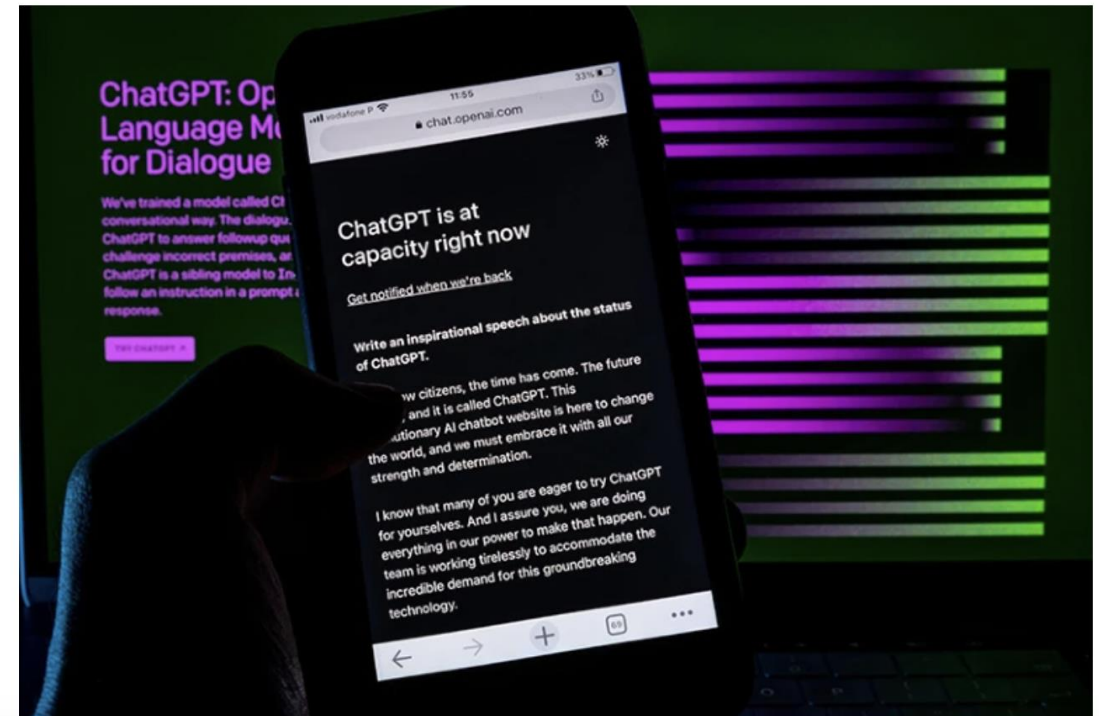 ChatGPT: Op
Language Mo
for Dialogue
We've trained a model called Ch
conversational way. The dialogu
ChatGPT to answer followup que
challenge incorrect premises, an
ChatGPT is a sibling model to In
follow an instruction in a prompt a
response.
TRY CHATGPT ↗
vodafone P 11:55 33%
chat.openai.com
ChatGPT is at
capacity right now
Get notified when we're back
Write an inspirational speech about the status
of ChatGPT.
ow citizens, the time has come. The future
and it is called ChatGPT. This
utionary AI chatbot website is here to change
the world, and we must embrace it with all our
strength and determination.
I know that many of you are eager to try ChatGPT
for yourselves. And I assure you, we are doing
everything in our power to make that happen. Our
team is working tirelessly to accommodate the
incredible demand for this groundbreaking
technology.
69